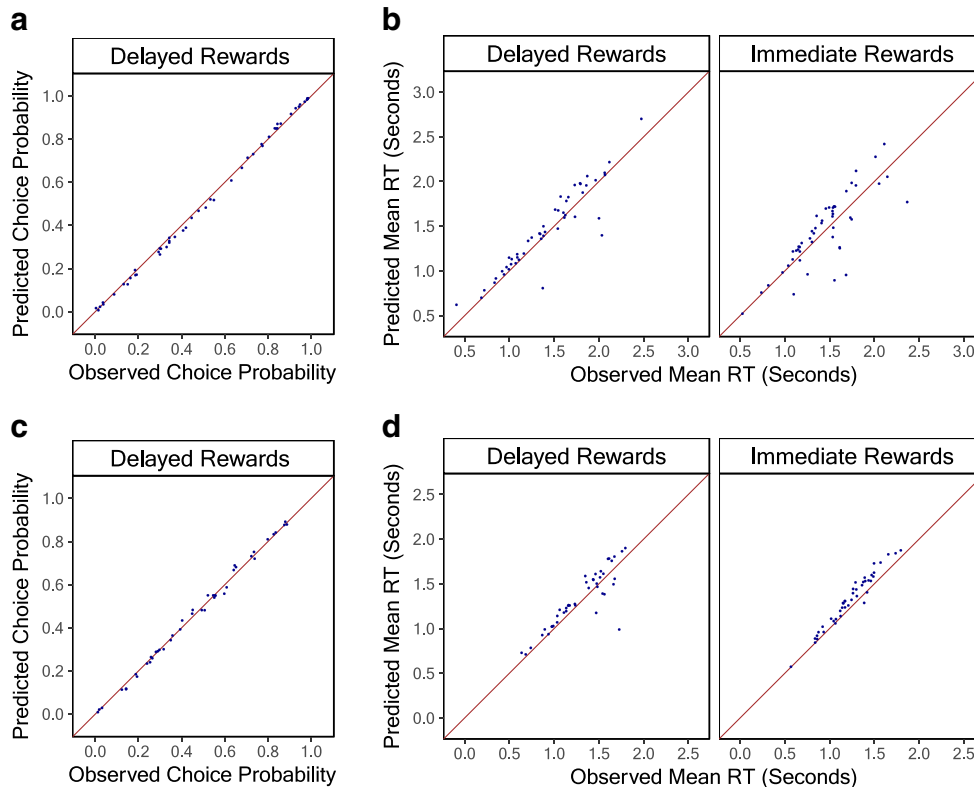 a
Delayed Rewards
Predicted Choice Probability
1.0
0.8
0.6
0.4
0.2
0.0
0.0 0.2 0.4 0.6 0.8 1.0
Observed Choice Probability
b
Delayed Rewards Immediate Rewards
Predicted Mean RT (Seconds)
3.0
2.5
2.0
1.5
1.0
0.5
0.5 1.0 1.5 2.0 2.5 3.0 0.5 1.0 1.5 2.0 2.5 3.0
Observed Mean RT (Seconds)
c
Delayed Rewards
Predicted Choice Probability
1.0
0.8
0.6
0.4
0.2
0.0
0.0 0.2 0.4 0.6 0.8 1.0
Observed Choice Probability
d
Delayed Rewards Immediate Rewards
Predicted Mean RT (Seconds)
2.5
2.0
1.5
1.0
0.5
0.0
0.0 0.5 1.0 1.5 2.0 2.5 0.0 0.5 1.0 1.5 2.0 2.5
Observed Mean RT (Seconds)